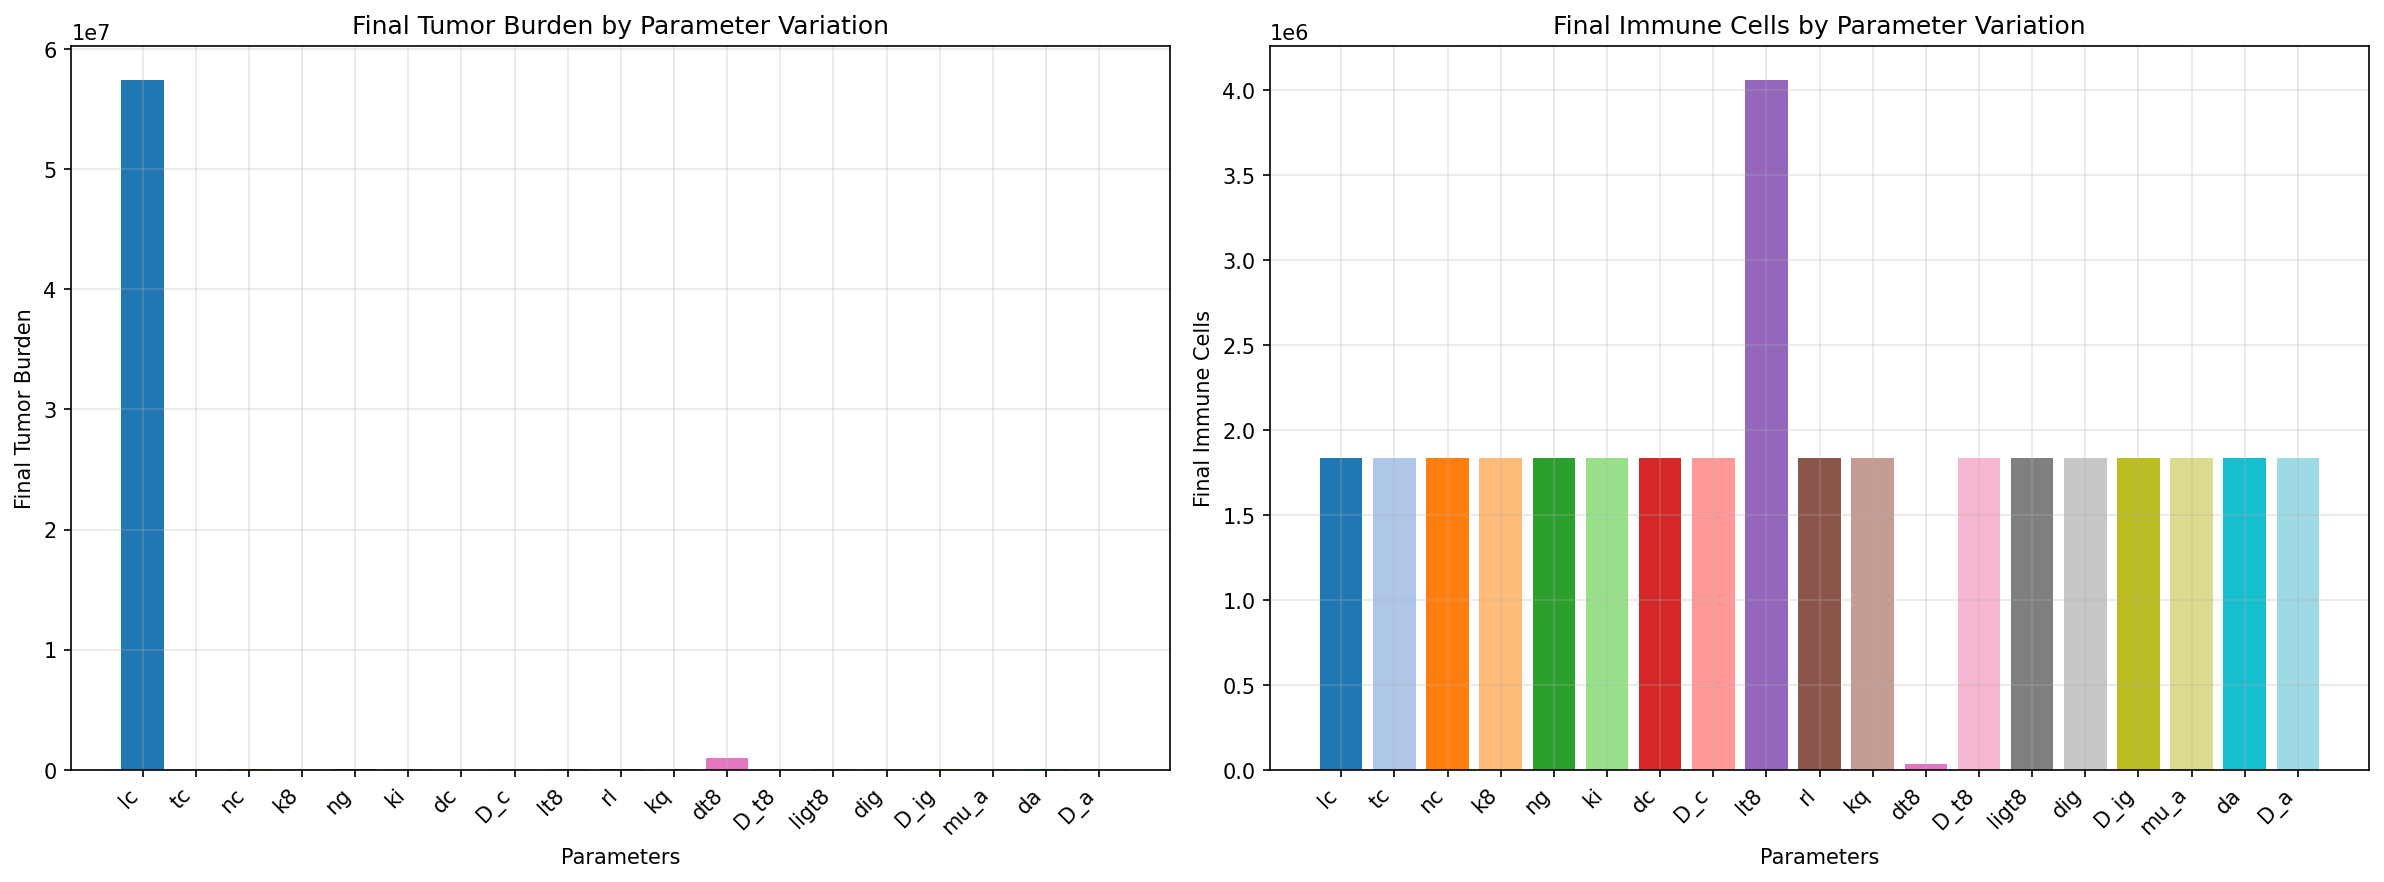 Final Tumor Burden by Parameter Variation
1e7
6
5
4
3
2
1
0
Final Tumor Burden
lc
tc
nc
k8
ng
ki
dc
D_c
lt8
rl
kq
dt8
D_t8
ligt8
dig
D_ig
mu_a
da
D_a
Parameters
Final Immune Cells by Parameter Variation
1e6
4.0
3.5
3.0
2.5
2.0
1.5
1.0
0.5
0.0
Final Immune Cells
lc
tc
nc
k8
ng
ki
dc
D_c
lt8
rl
kq
dt8
D_t8
ligt8
dig
D_ig
mu_a
da
D_a
Parameters